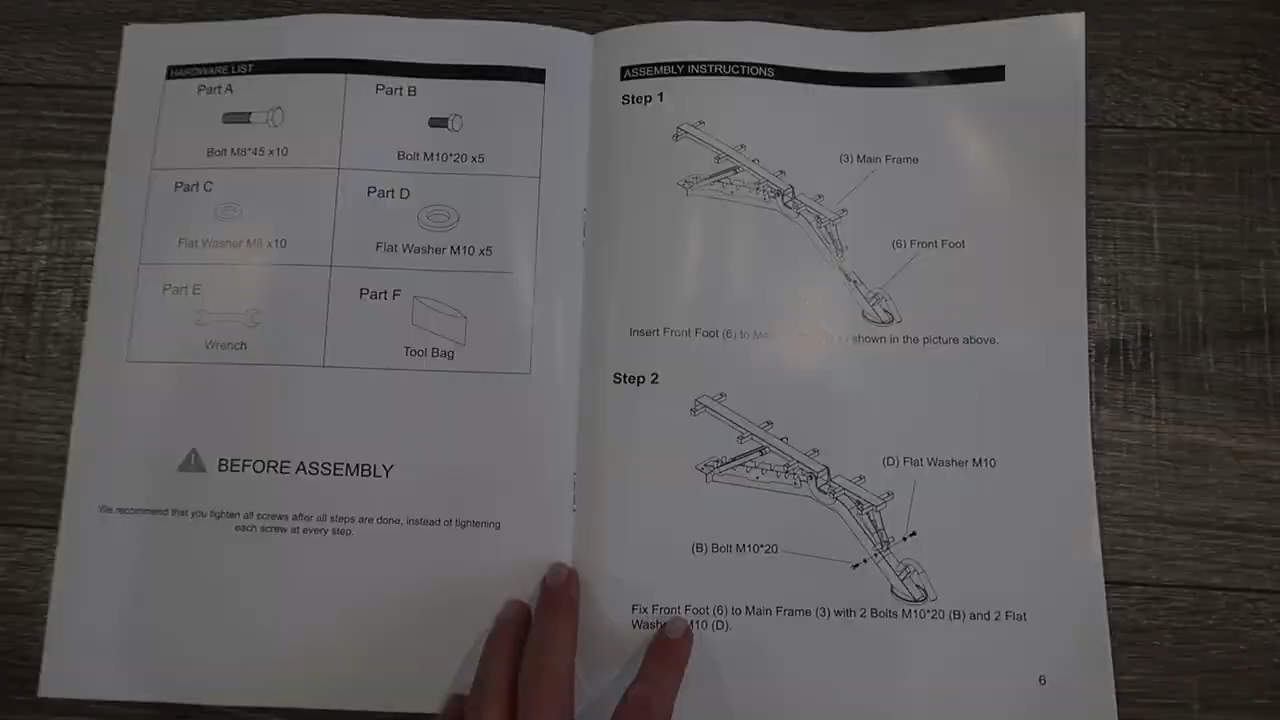 HARDWARE LIST
Part A
Bolt M8*45 x10
Part B
Bolt M10*20 x5
Part C
Flat Washer M8 x10
Part D
Flat Washer M10 x5
Part E
Wrench
Part F
Tool Bag
! BEFORE ASSEMBLY
We recommend that you tighten all screws after all steps are done, instead of tightening
each screw at every step.
ASSEMBLY INSTRUCTIONS
Step 1
(3) Main Frame
(6) Front Foot
Insert Front Foot (6) to shown in the picture above.
Step 2
(D) Flat Washer M10
(B) Bolt M10*20
Fix Front Foot (6) to Main Frame (3) with 2 Bolts M10*20 (B) and 2 Flat
(D).
6